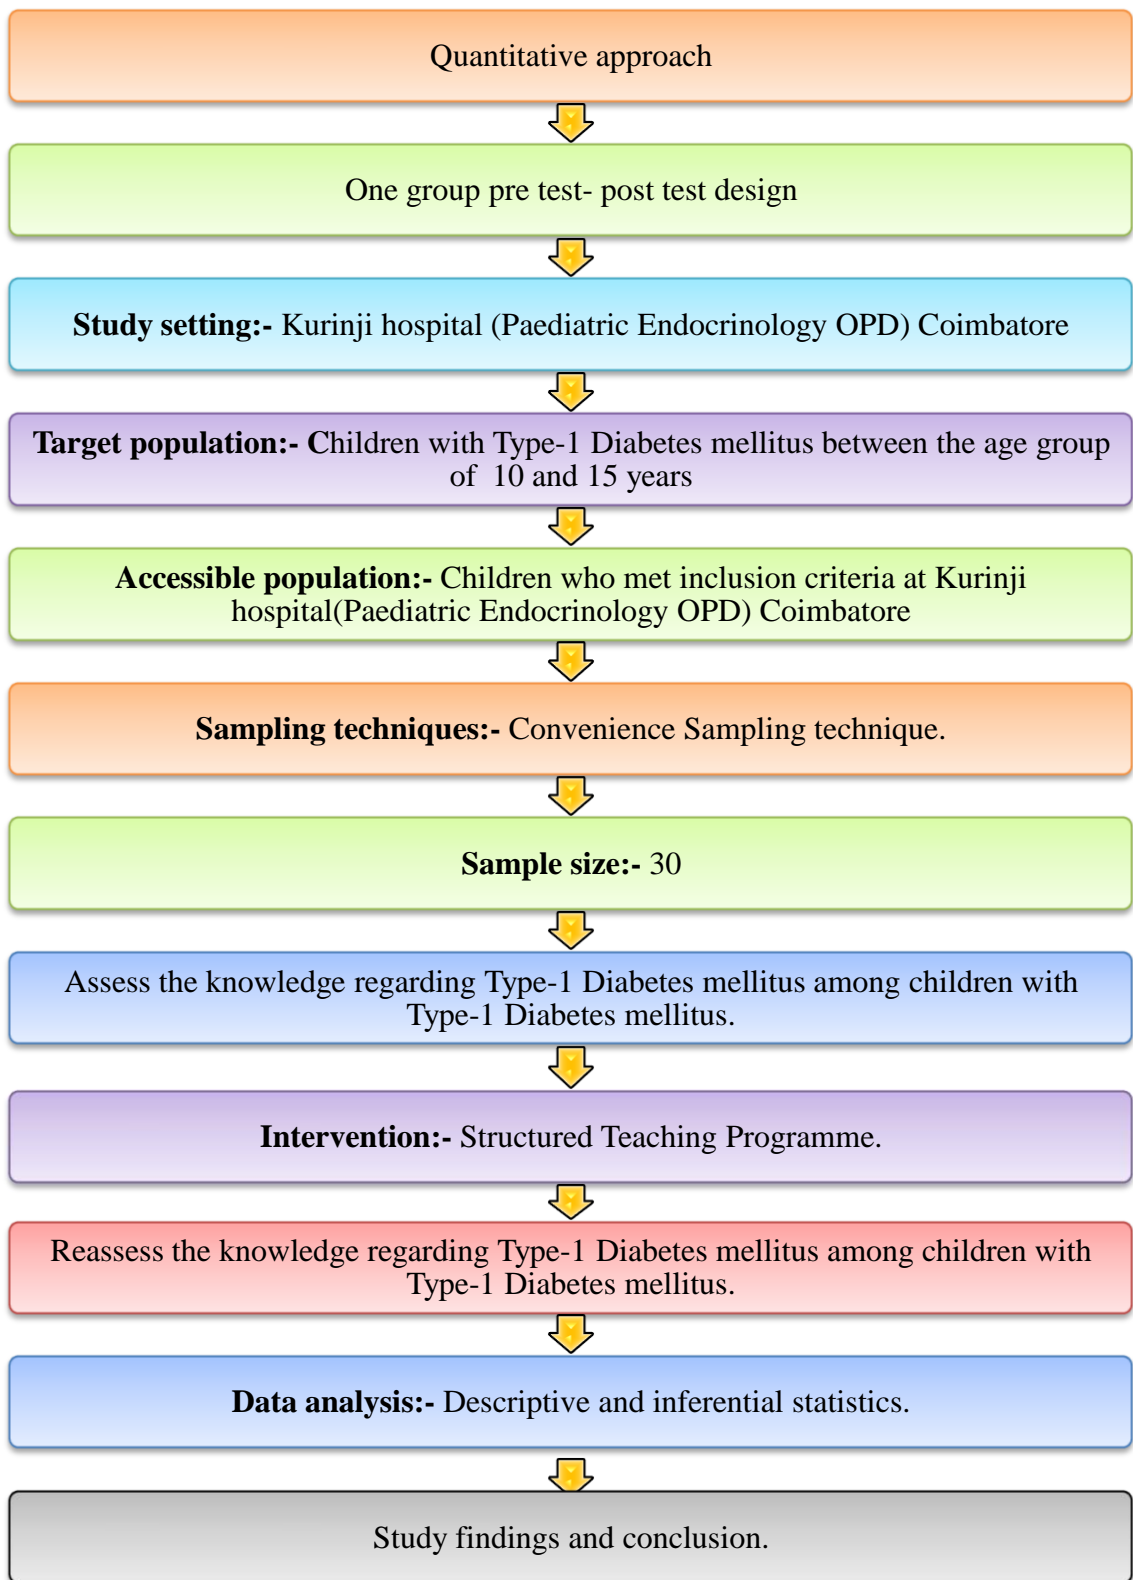 Quantitative approach
One group pre test- post test design
Study setting:- Kurinji hospital (Paediatric Endocrinology OPD) Coimbatore
Target population:- Children with Type-1 Diabetes mellitus between the age group
of 10 and 15 years
Accessible population:- Children who met inclusion criteria at Kurinji
hospital(Paediatric Endocrinology OPD) Coimbatore
Sampling techniques:- Convenience Sampling technique.
Sample size:- 30
Assess the knowledge regarding Type-1 Diabetes mellitus among children with
Type-1 Diabetes mellitus.
Intervention:- Structured Teaching Programme.
Reassess the knowledge regarding Type-1 Diabetes mellitus among children with
Type-1 Diabetes mellitus.
Data analysis:- Descriptive and inferential statistics.
Study findings and conclusion.